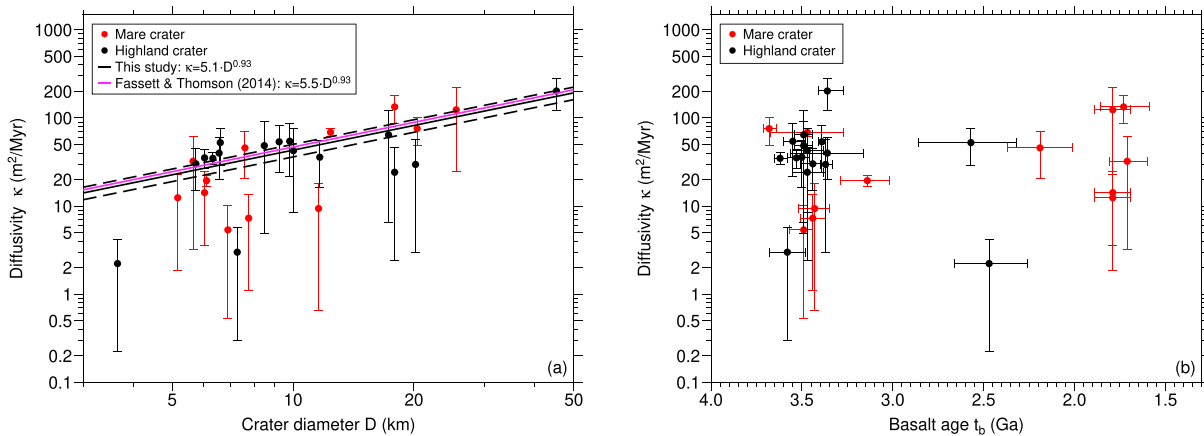 Mare crater
Highland crater
This study: κ=5.1·D^0.93
Fassett & Thomson (2014): κ=5.5·D^0.93
1000
500
200
100
50
20
10
5
2
1
0.5
0.2
0.1
Diffusivity κ (m²/Myr)
5 10 20 50
Crater diameter D (km)
(a)
Mare crater
Highland crater
1000
500
200
100
50
20
10
5
2
1
0.5
0.2
0.1
Diffusivity κ (m²/Myr)
4.0 3.5 3.0 2.5 2.0 1.5
Basalt age t_b (Ga)
(b)